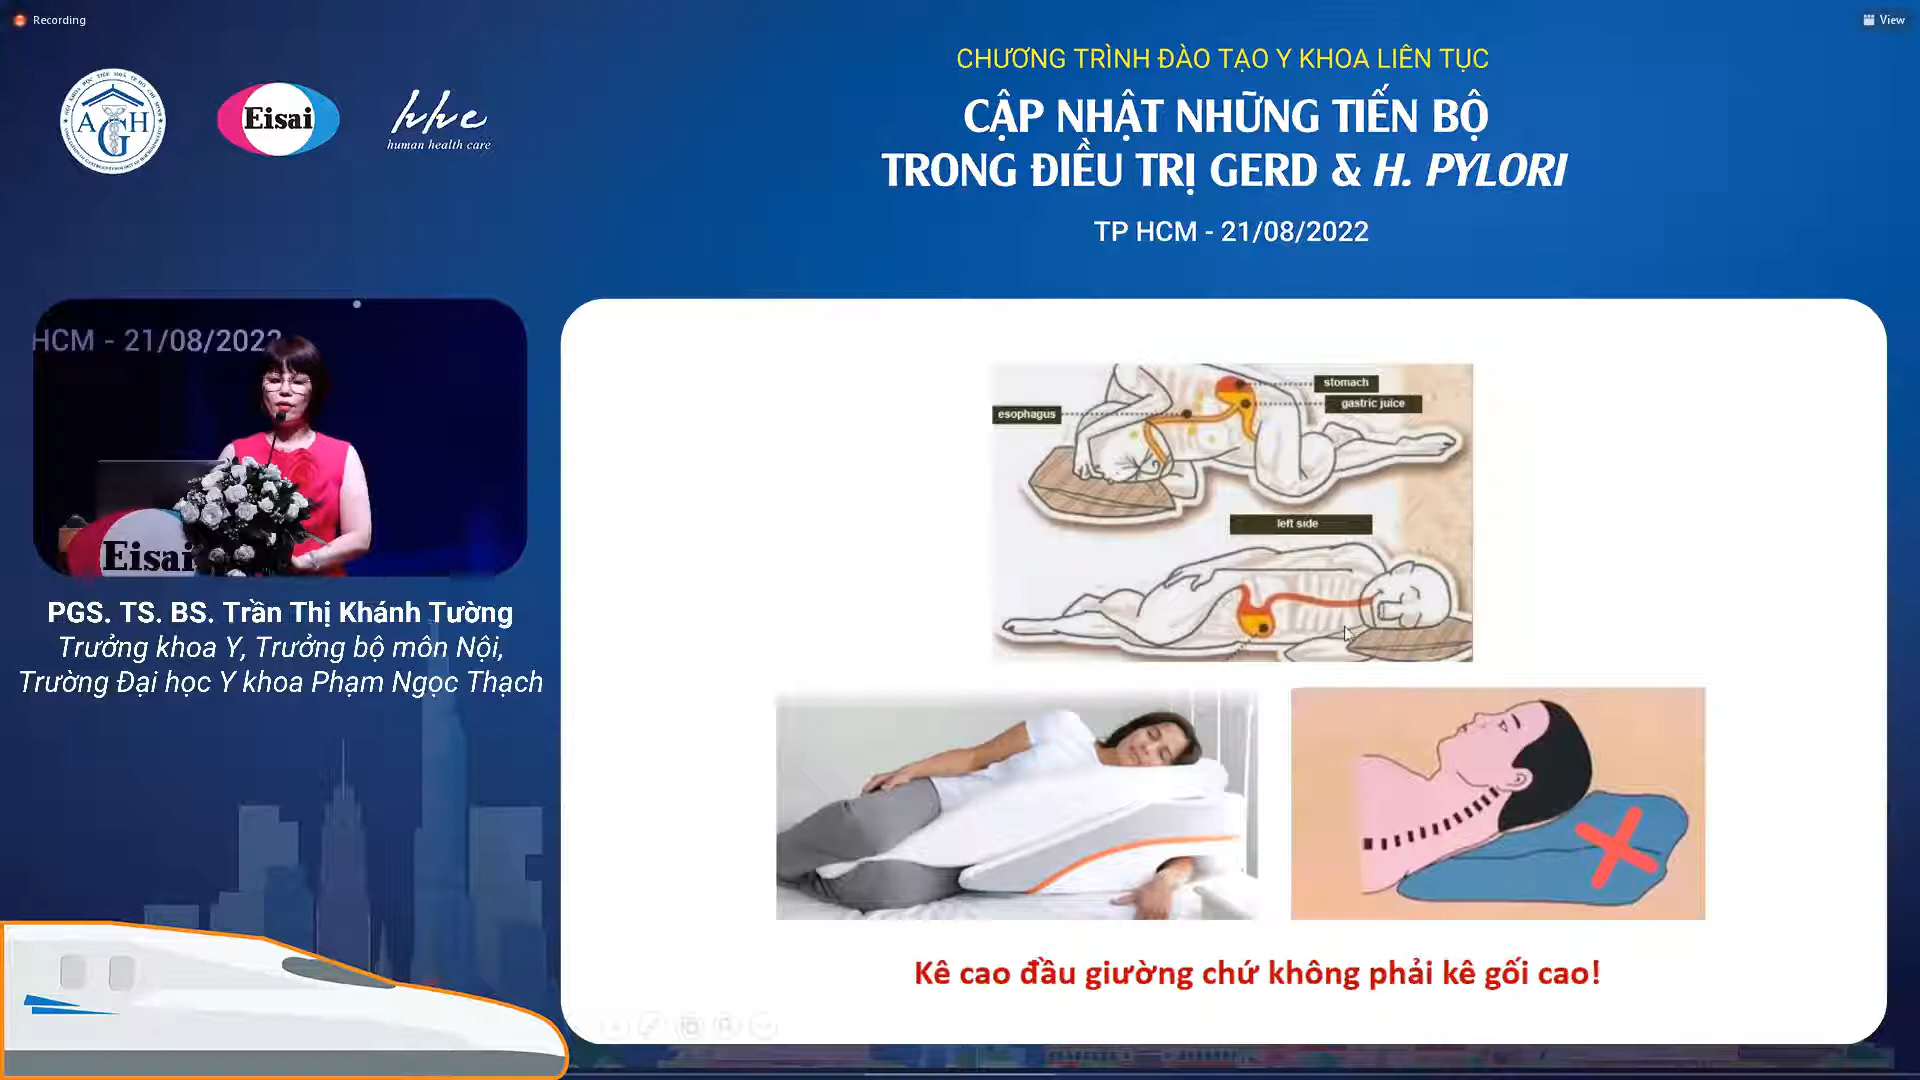 Recording
View
CHƯƠNG TRÌNH ĐÀO TẠO Y KHOA LIÊN TỤC
CẬP NHẬT NHỮNG TIẾN BỘ
TRONG ĐIỀU TRỊ GERD & H. PYLORI
TP HCM - 21/08/2022
AGH
Eisai
hhc
human health care
HCM - 21/08/2022
Eisai
PGS. TS. BS. Trần Thị Khánh Tường
Trưởng khoa Y, Trưởng bộ môn Nội,
Trường Đại học Y khoa Phạm Ngọc Thạch
stomach
gastric juice
esophagus
left side
Kê cao đầu giường chứ không phải kê gối cao!